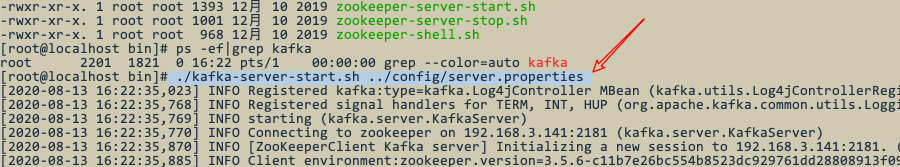 -rwxr-xr-x. 1 root root 1393 12月 10 2019 zookeeper-server-start.sh
-rwxr-xr-x. 1 root root 1001 12月 10 2019 zookeeper-server-stop.sh
-rwxr-xr-x. 1 root root 968 12月 10 2019 zookeeper-shell.sh
[root@localhost bin]# ps -ef|grep kafka
root 2201 1821 0 16:22 pts/1 00:00:00 grep --color=auto kafka
[root@localhost bin]# ./kafka-server-start.sh ../config/server.properties
[2020-08-13 16:22:35,023] INFO Registered kafka:type=kafka.Log4jController MBean (kafka.utils.Log4jControllerRegi
[2020-08-13 16:22:35,768] INFO Registered signal handlers for TERM, INT, HUP (org.apache.kafka.common.utils.Loggi
[2020-08-13 16:22:35,769] INFO starting (kafka.server.KafkaServer)
[2020-08-13 16:22:35,770] INFO Connecting to zookeeper on 192.168.3.141:2181 (kafka.server.KafkaServer)
[2020-08-13 16:22:35,870] INFO [ZooKeeperClient Kafka server] Initializing a new session to 192.168.3.141:2181. (
[2020-08-13 16:22:35,885] INFO Client environment:zookeeper.version=3.5.6-c11b7e26bc554b8523dc929761dd28808913f09